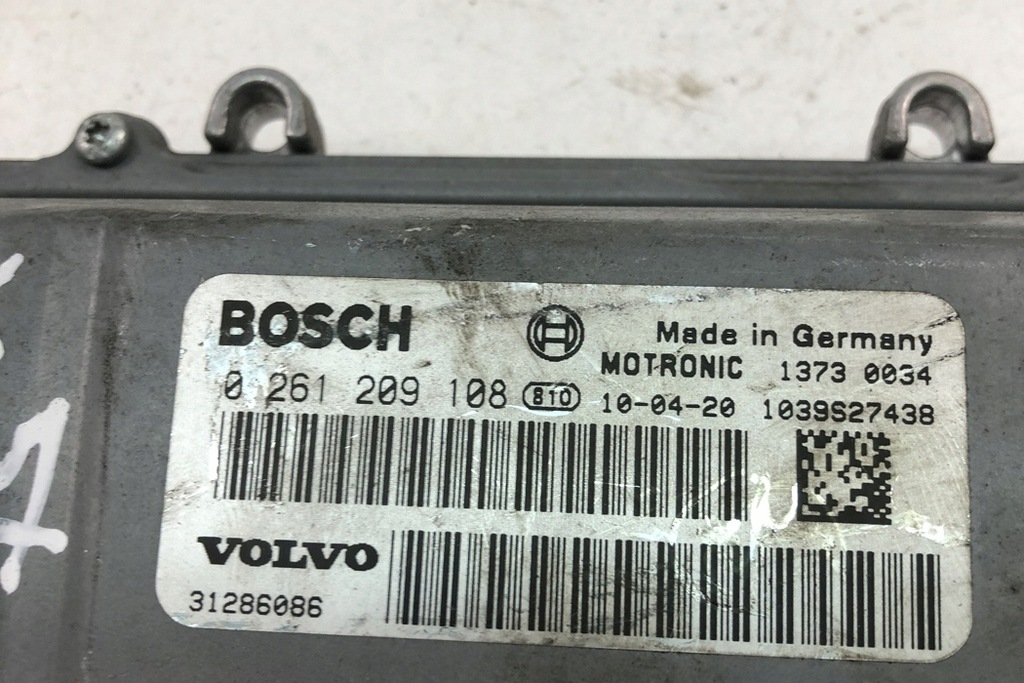 BOSCH
Made in Germany
MOTRONIC 1373 0034
0 261 209 108 810 10-04-20 1039S27438
VOLVO
31286086